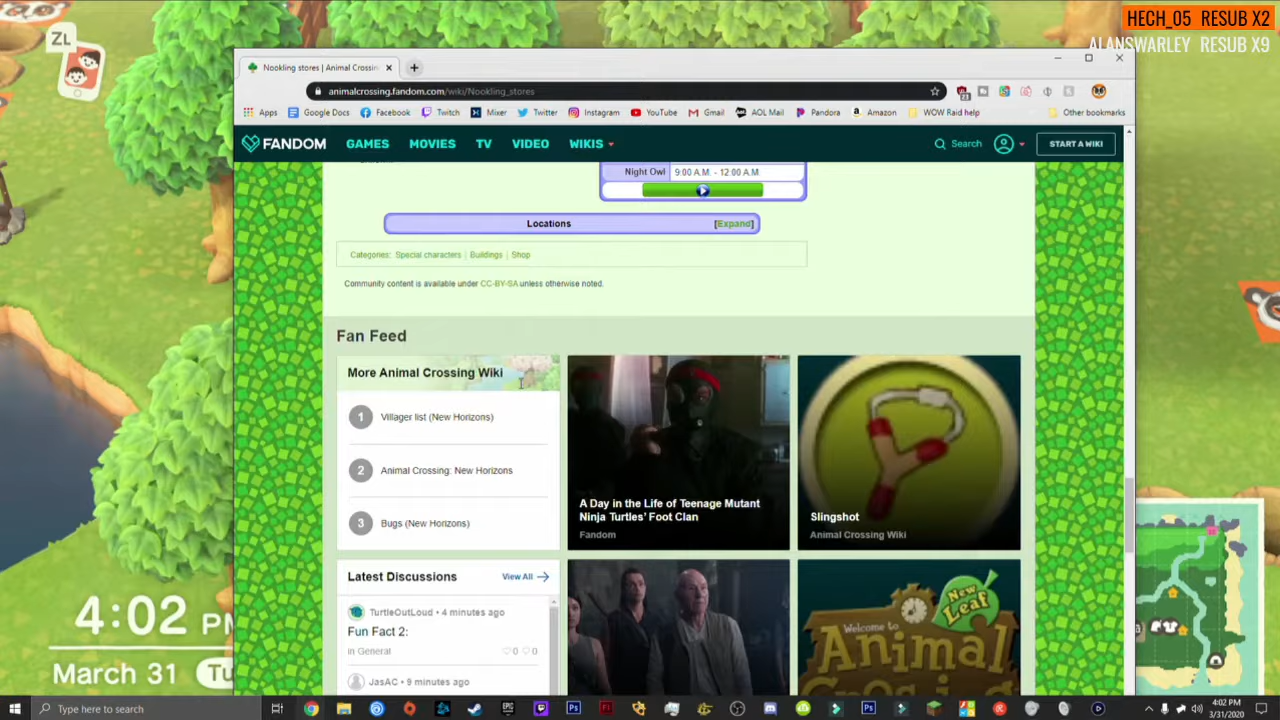 HECH_05 RESUB X2
ALANSWARLEY RESUB X9
ZL
Nookling stores | Animal Crossin
animalcrossing.fandom.com/wiki/Nookling_stores
Apps Google Docs Facebook Twitch Mixer Twitter Instagram YouTube Gmail AOL Mail Pandora Amazon WOW Raid help Other bookmarks
FANDOM GAMES MOVIES TV VIDEO WIKIS Search START A WIKI
Night Owl 9:00 A.M. - 12:00 A.M.
Locations [Expand]
Categories: Special characters | Buildings | Shop
Community content is available under CC-BY-SA unless otherwise noted.
Fan Feed
More Animal Crossing Wiki
1 Villager list (New Horizons)
2 Animal Crossing: New Horizons
3 Bugs (New Horizons)
A Day in the Life of Teenage Mutant
Ninja Turtles' Foot Clan
Fandom
Slingshot
Animal Crossing Wiki
Latest Discussions View All
TurtleOutLoud • 4 minutes ago
Fun Fact 2:
in General 0 0
JasAC • 9 minutes ago
New
Leaf
Welcome to
Animal
4:02 PM
March 31 Tu
Type here to search
4:02 PM
3/31/2020